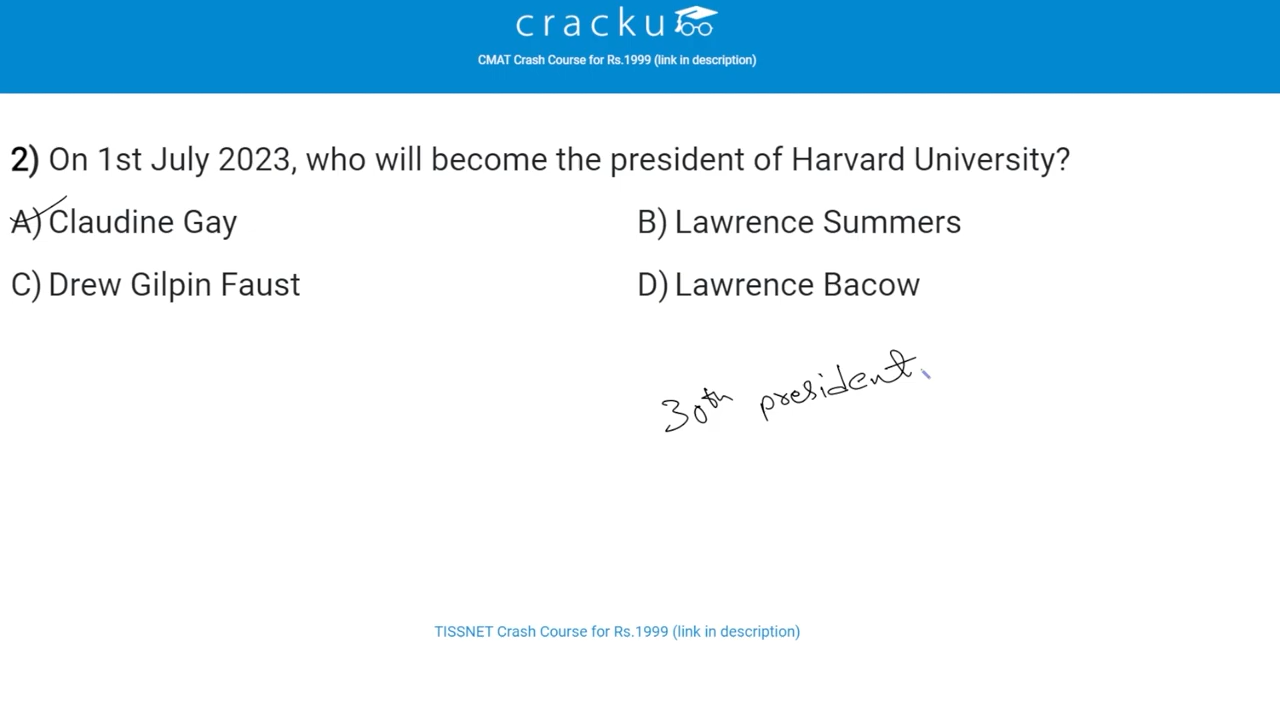 cracku
CMAT Crash Course for Rs.1999 (link in description)
2) On 1st July 2023, who will become the president of Harvard University?
A) Claudine Gay
B) Lawrence Summers
C) Drew Gilpin Faust
D) Lawrence Bacow
30th president.
TISSNET Crash Course for Rs.1999 (link in description)